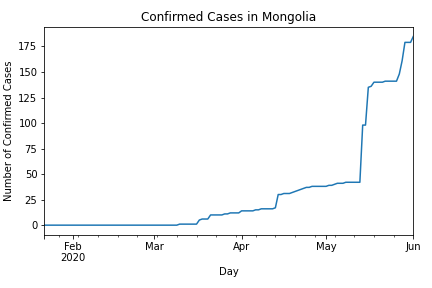 Confirmed Cases in Mongolia
175
150
125
100
75
50
25
0
Number of Confirmed Cases
Feb
2020
Mar
Apr
May
Jun
Day